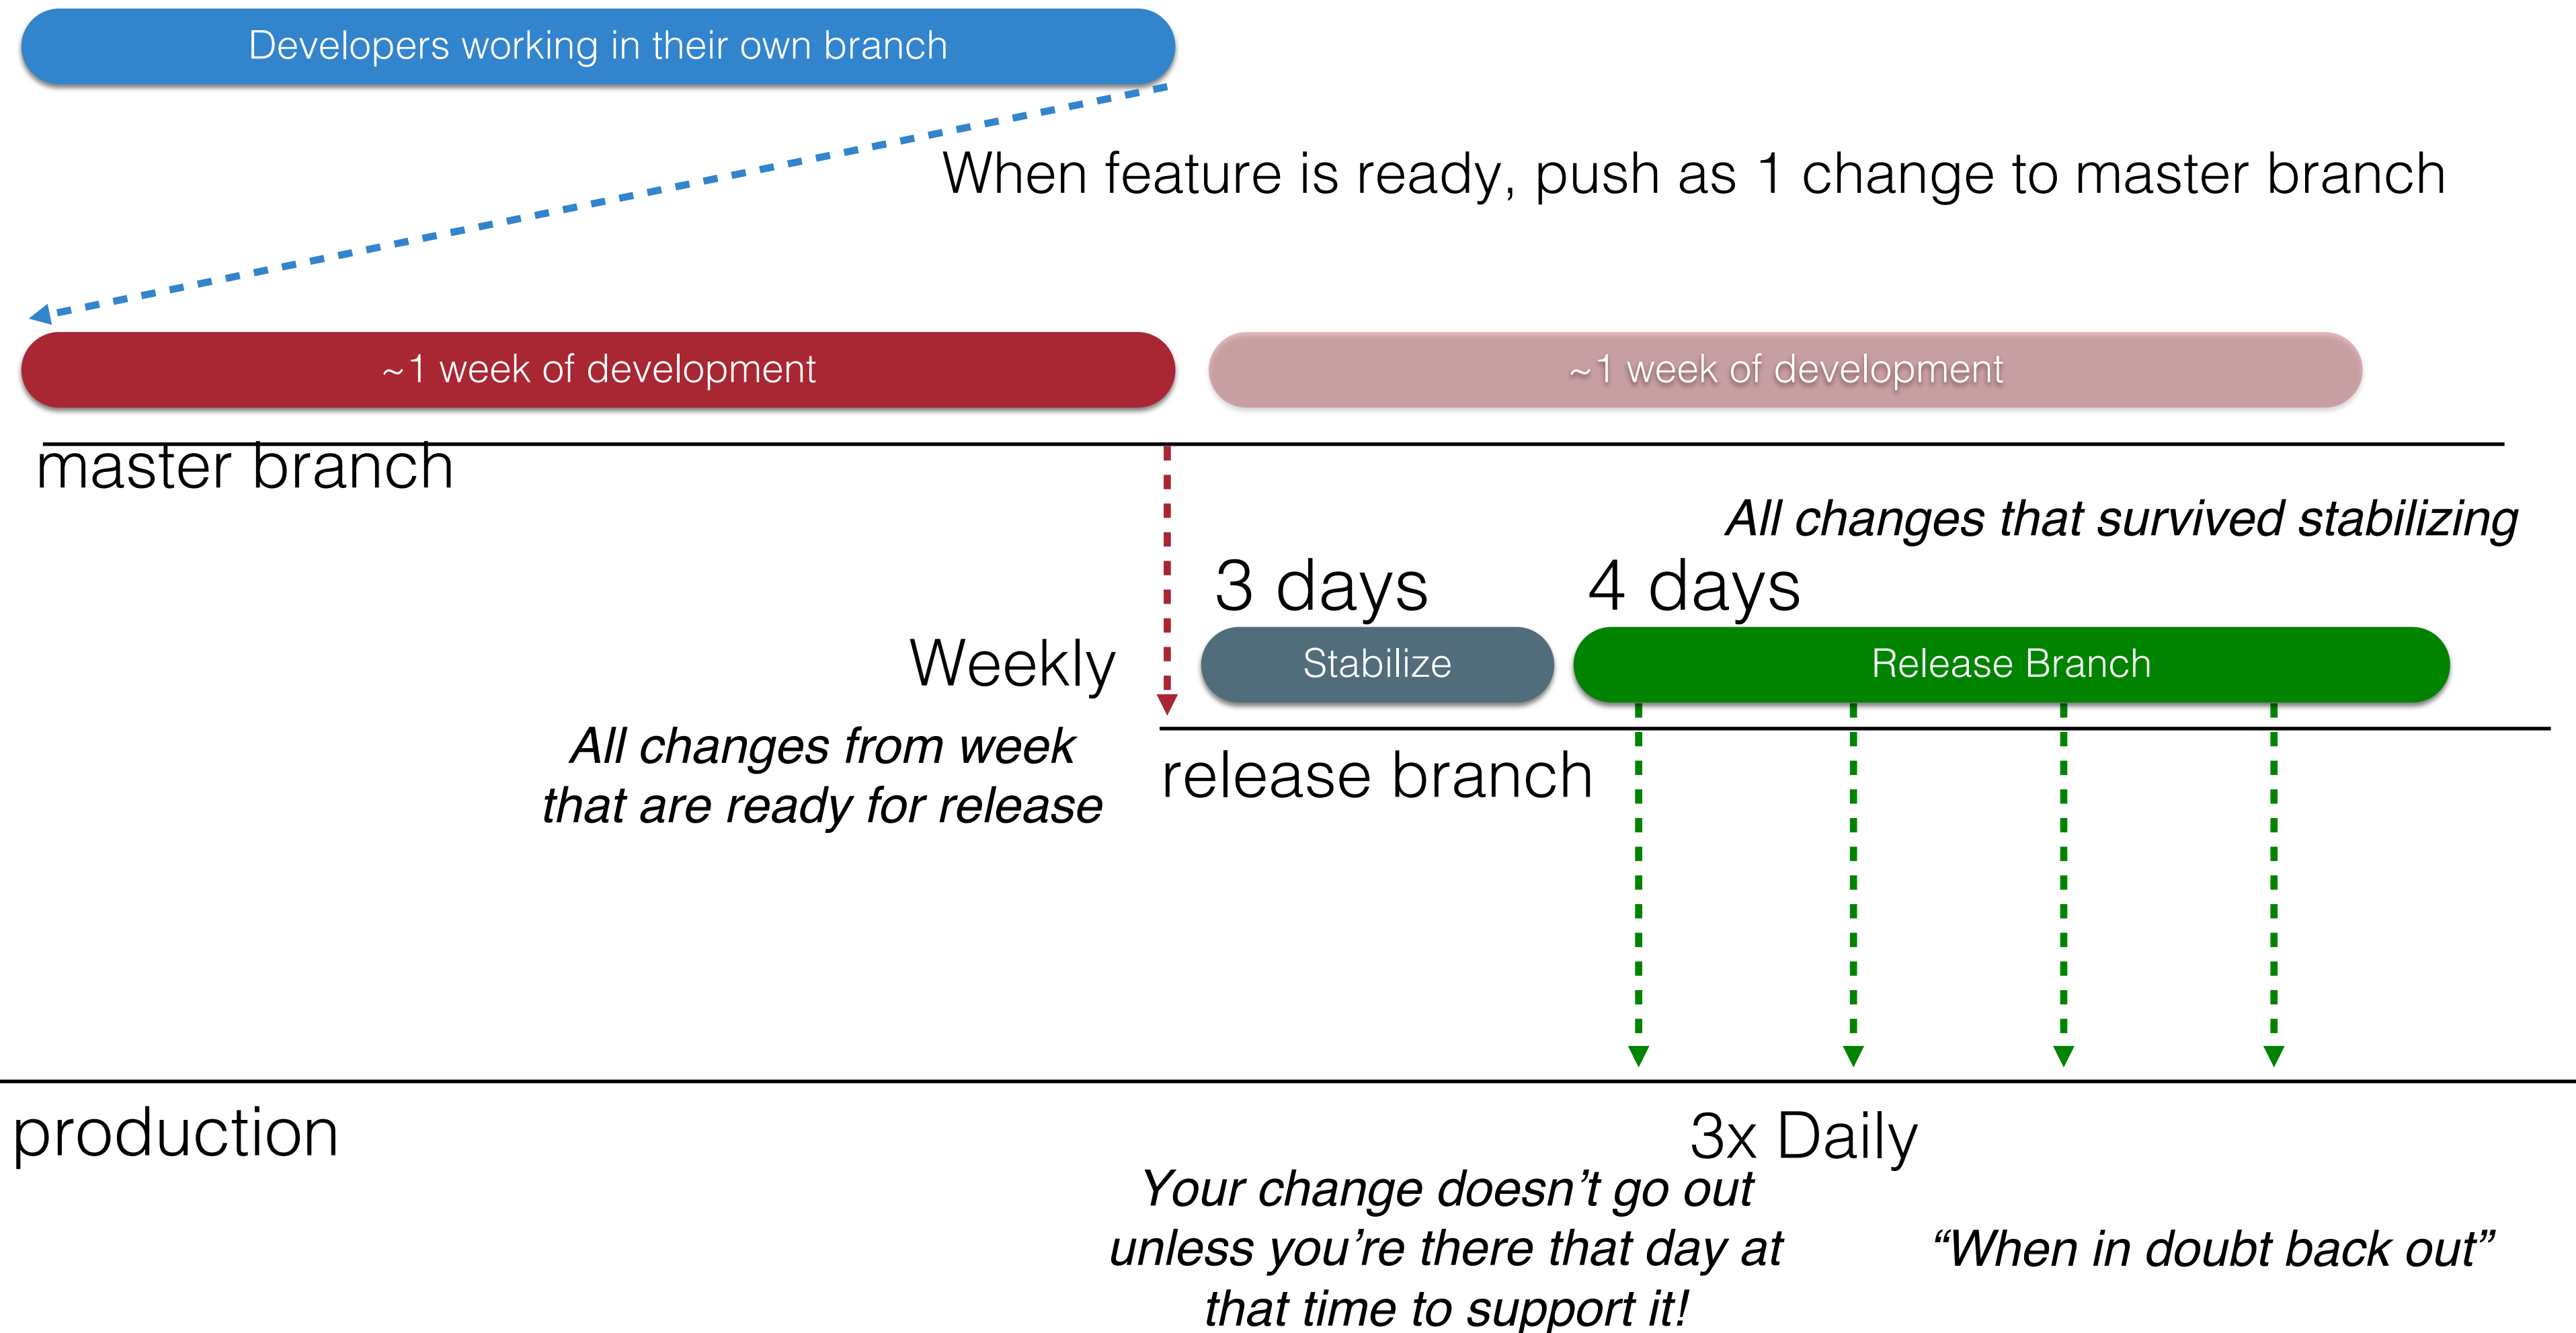 Developers working in their own branch
When feature is ready, push as 1 change to master branch
~1 week of development
~1 week of development
master branch
All changes that survived stabilizing
3 days
4 days
Weekly
Stabilize
Release Branch
All changes from week
that are ready for release
release branch
production
3x Daily
Your change doesn’t go out
unless you’re there that day at
that time to support it!
“When in doubt back out”